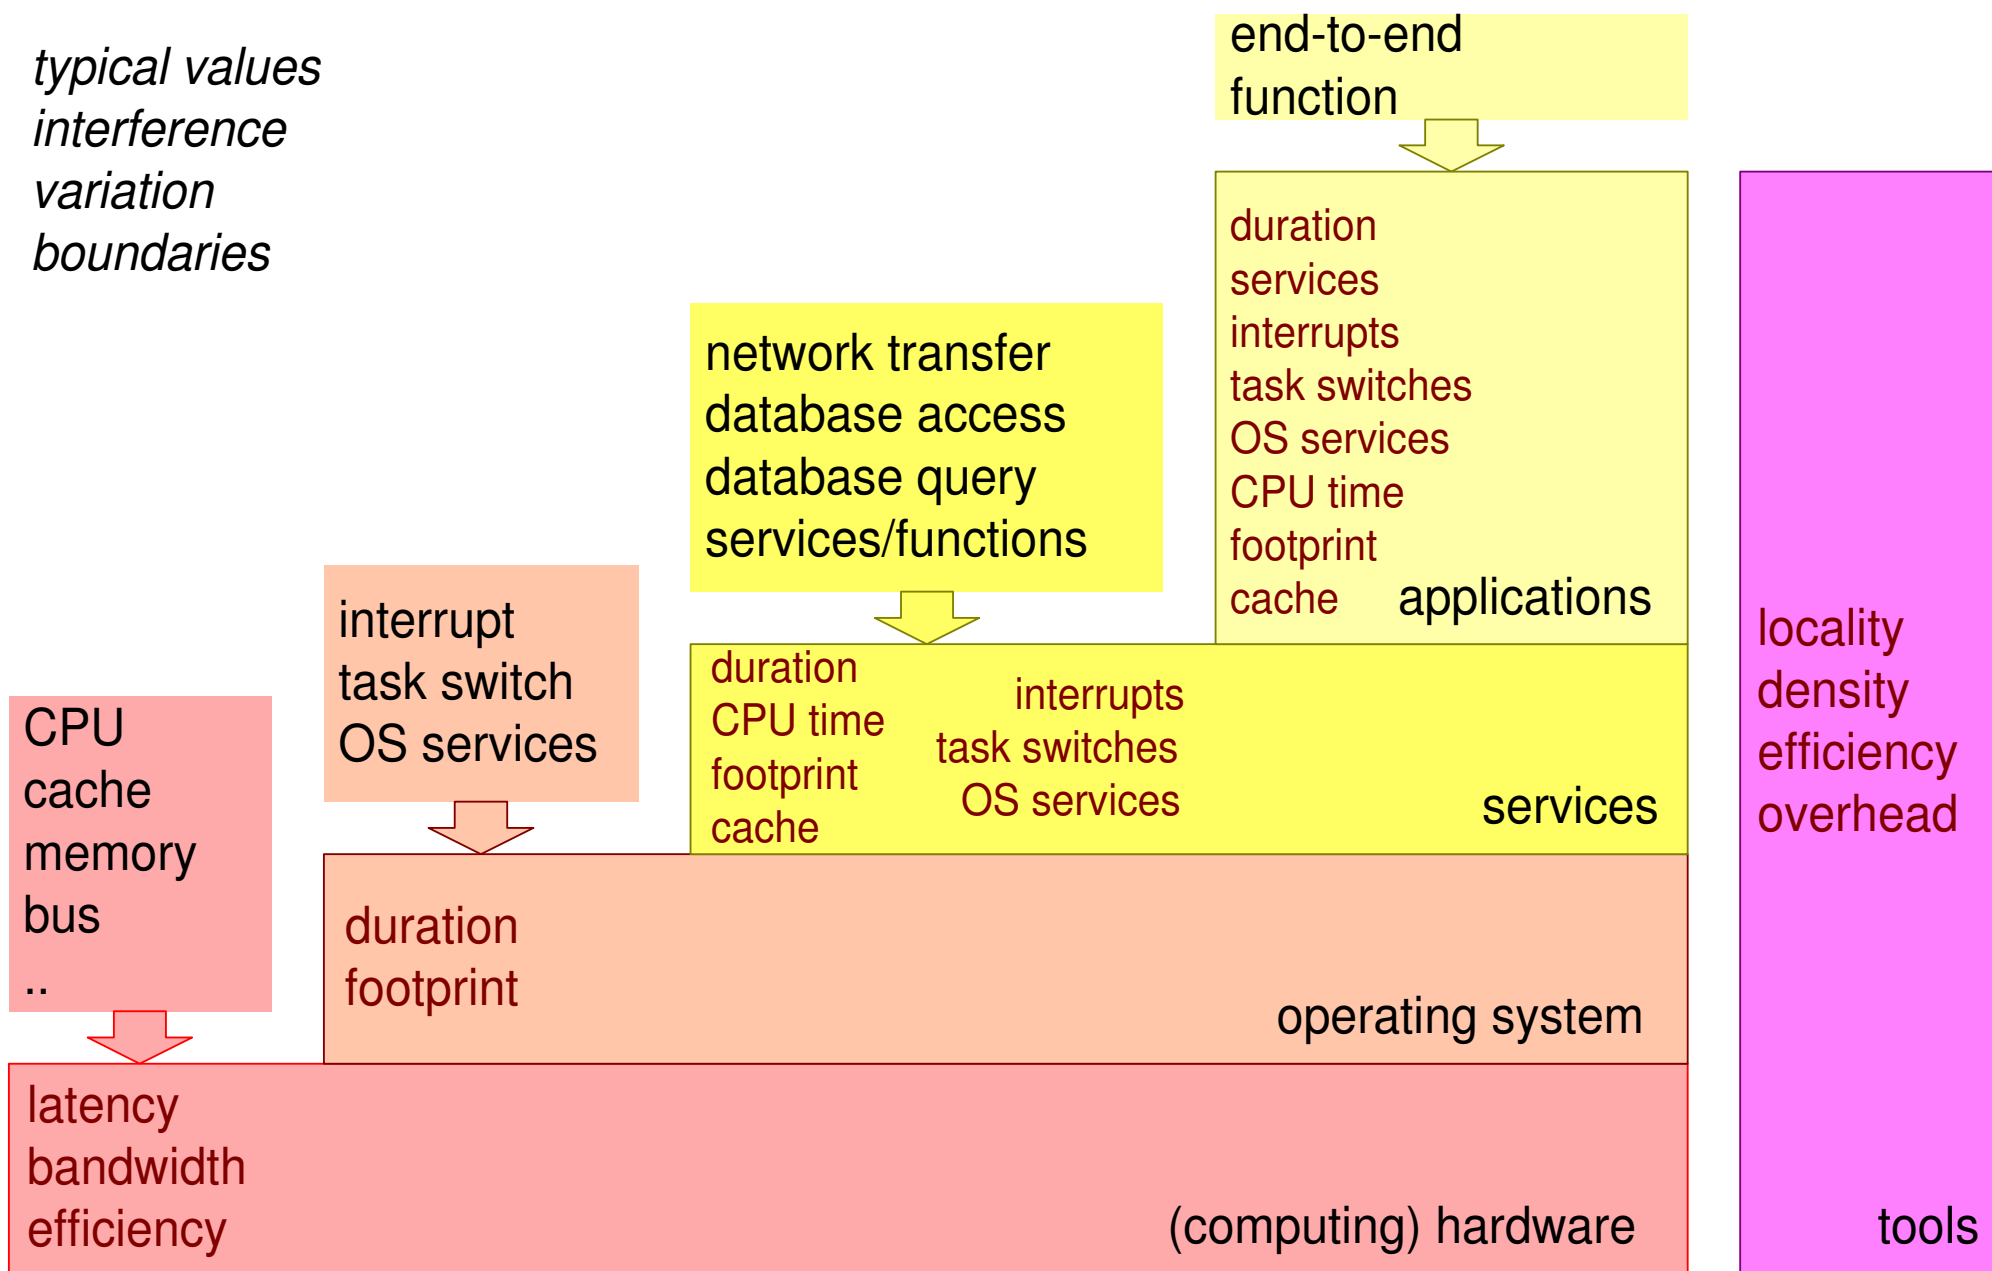 typical values
interference
variation
boundaries
end-to-end
function
duration
services
interrupts
task switches
OS services
CPU time
footprint
cache
applications
network transfer
database access
database query
services/functions
duration
CPU time
footprint
cache
interrupts
task switches
OS services
services
interrupt
task switch
OS services
duration
footprint
operating system
CPU
cache
memory
bus
..
latency
bandwidth
efficiency
(computing) hardware
locality
density
efficiency
overhead
tools